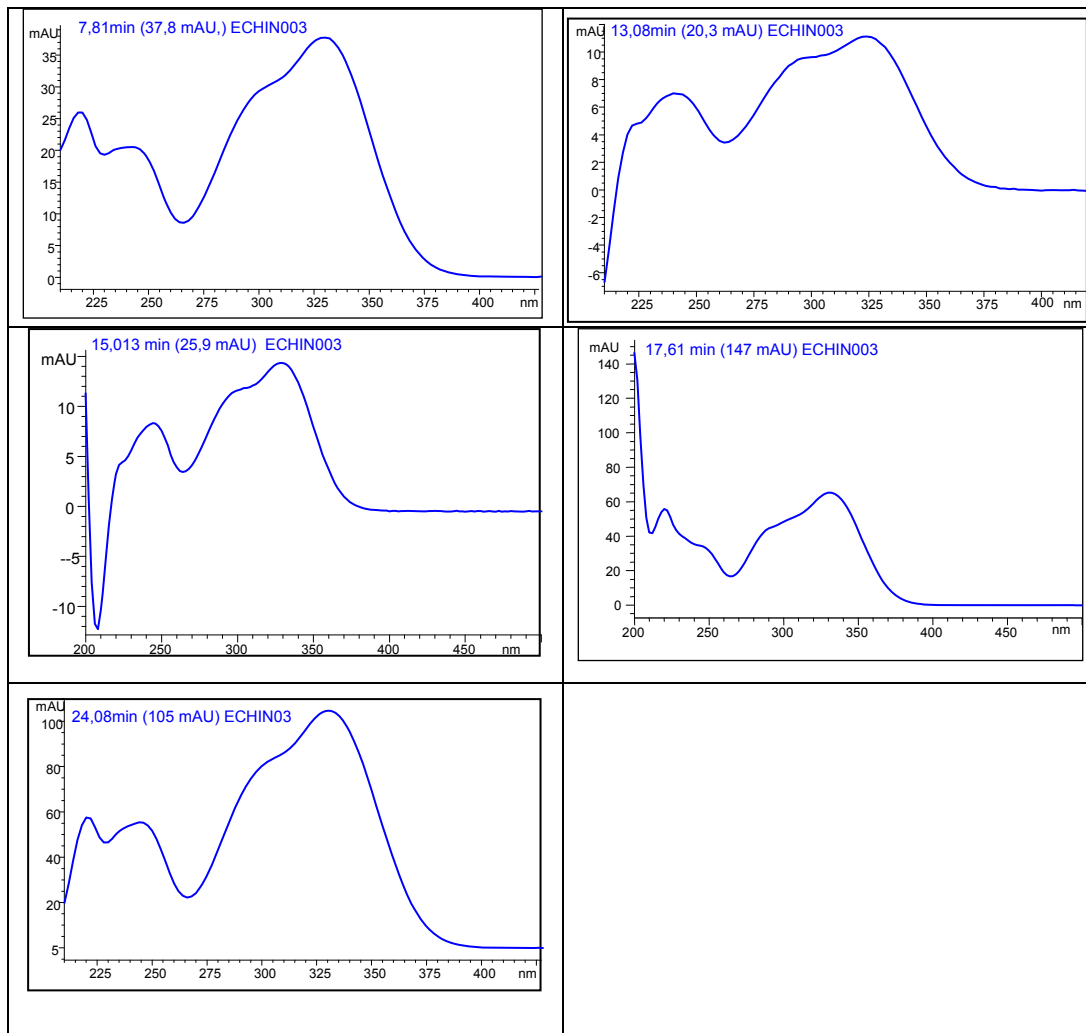 7,81min (37,8 mAU,) ECHIN003
mAU
35
30
25
20
15
10
5
0
225 250 275 300 325 350 375 400 nm
13,08min (20,3 mAU) ECHIN003
mAU
10
8
6
4
2
0
-2
-4
-6
225 250 275 300 325 350 375 400 nm
15,013 min (25,9 mAU) ECHIN003
mAU
10
5
0
--5
-10
200 250 300 350 400 450 nm
17,61 min (147 mAU) ECHIN003
mAU
140
120
100
80
60
40
20
0
200 250 300 350 400 450 nm
24,08min (105 mAU) ECHIN03
mAU
100
80
60
40
20
5
225 250 275 300 325 350 375 400 nm